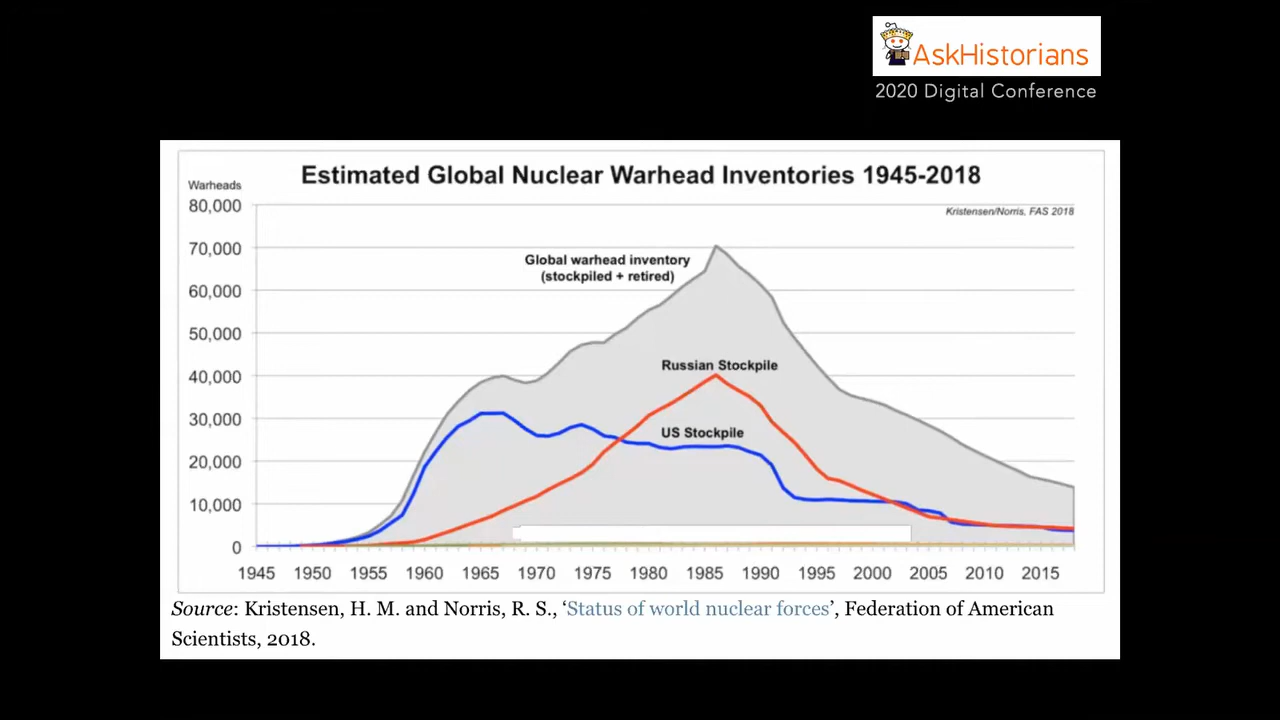 AskHistorians
2020 Digital Conference
Estimated Global Nuclear Warhead Inventories 1945-2018
Warheads
Kristensen/Norris, FAS 2018
80,000
70,000
60,000
50,000
40,000
30,000
20,000
10,000
0
Global warhead inventory
(stockpiled + retired)
Russian Stockpile
US Stockpile
1945 1950 1955 1960 1965 1970 1975 1980 1985 1990 1995 2000 2005 2010 2015
Source: Kristensen, H. M. and Norris, R. S., ‘Status of world nuclear forces’, Federation of American
Scientists, 2018.